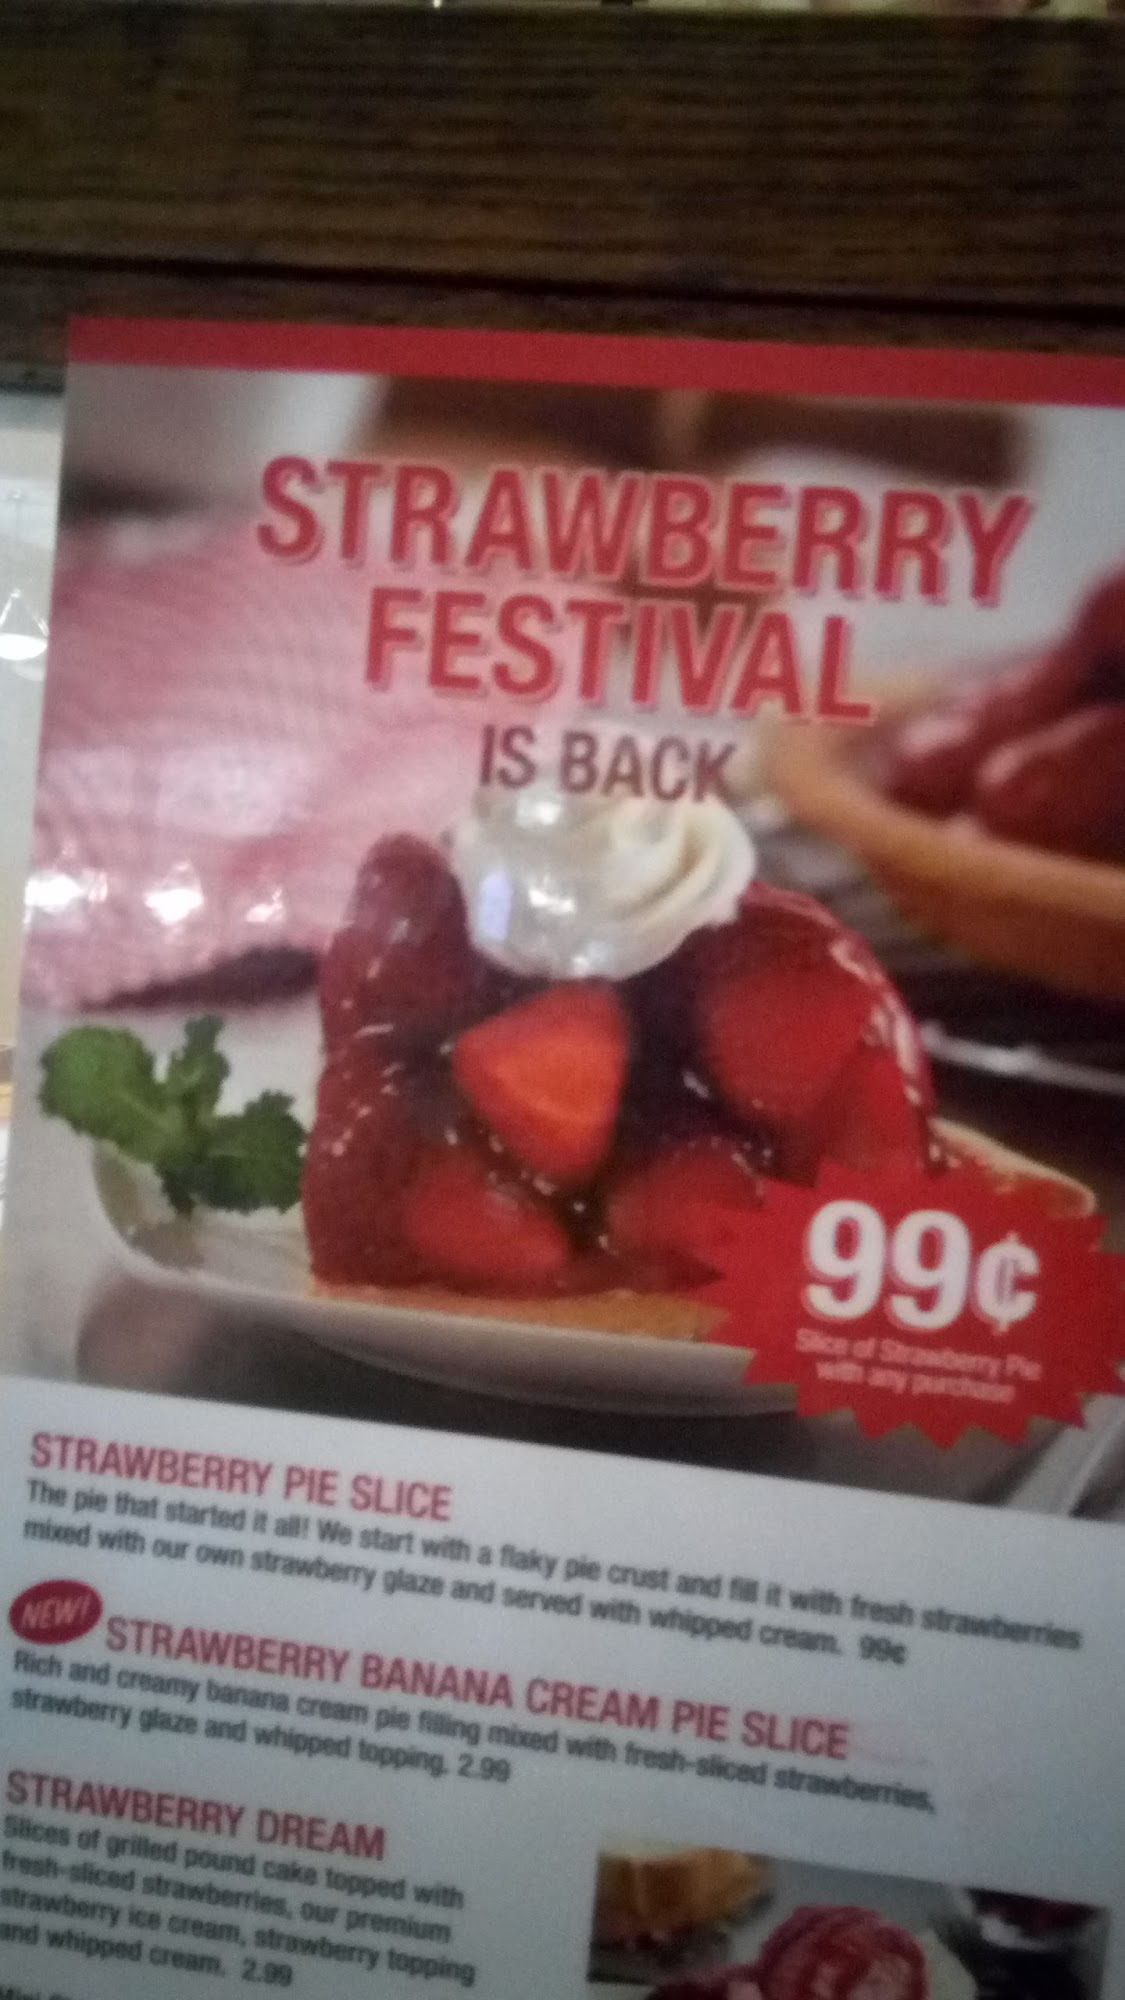 STRAWBERRY
FESTIVAL
IS BACK
99¢
Slice of Strawberry Pie
with any purchase
STRAWBERRY PIE SLICE
The pie that started it all! We start with a flaky pie crust and fill it with fresh strawberries
mixed with our own strawberry glaze and served with whipped cream. 99¢
NEW!
STRAWBERRY BANANA CREAM PIE SLICE
Rich and creamy banana cream pie filling mixed with fresh-sliced strawberries,
strawberry glaze and whipped topping. 2.99
STRAWBERRY DREAM
Slices of grilled pound cake topped with
fresh-sliced strawberries, our premium
strawberry ice cream, strawberry topping
and whipped cream. 2.99